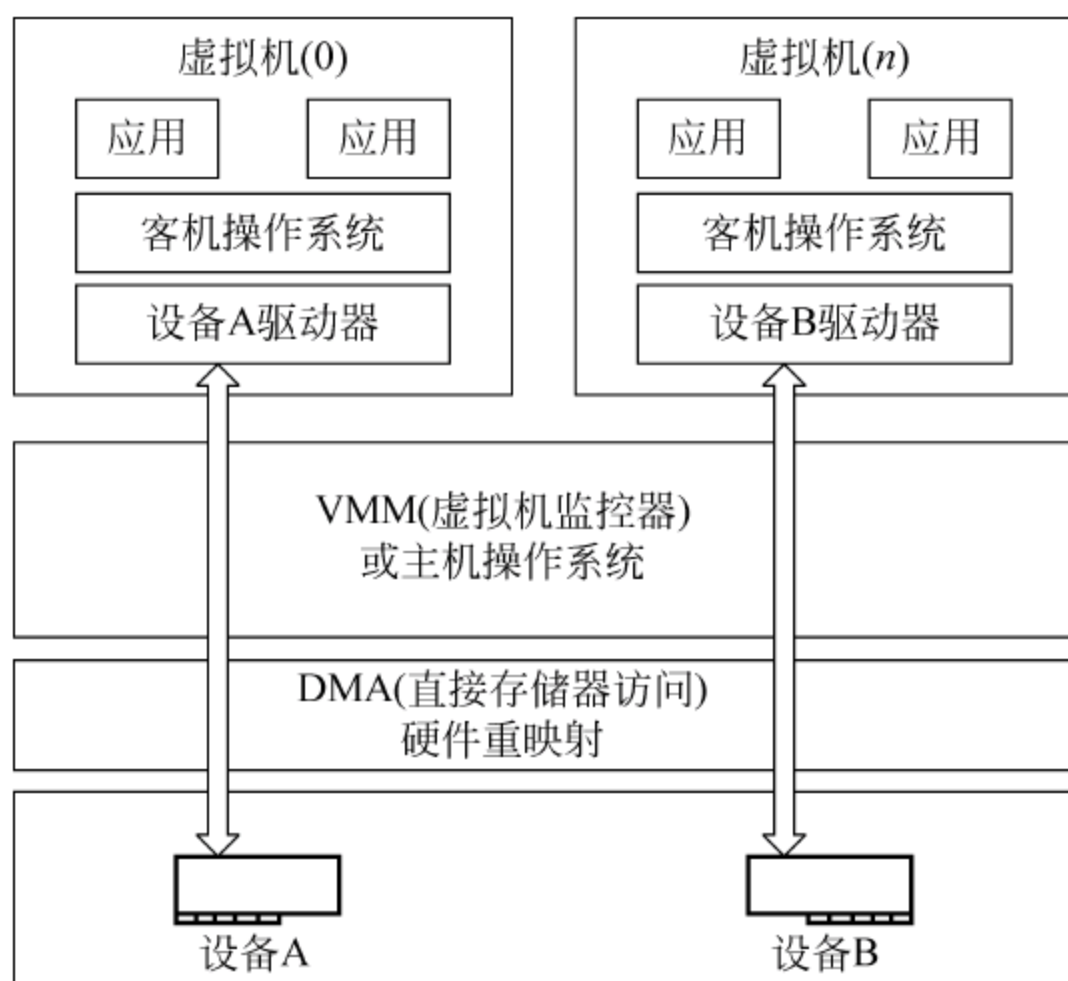 虚拟机(0)
应用
应用
客机操作系统
设备A驱动器
虚拟机(n)
应用
应用
客机操作系统
设备B驱动器
VMM(虚拟机监控器)
或主机操作系统
DMA(直接存储器访问)
硬件重映射
设备A
设备B